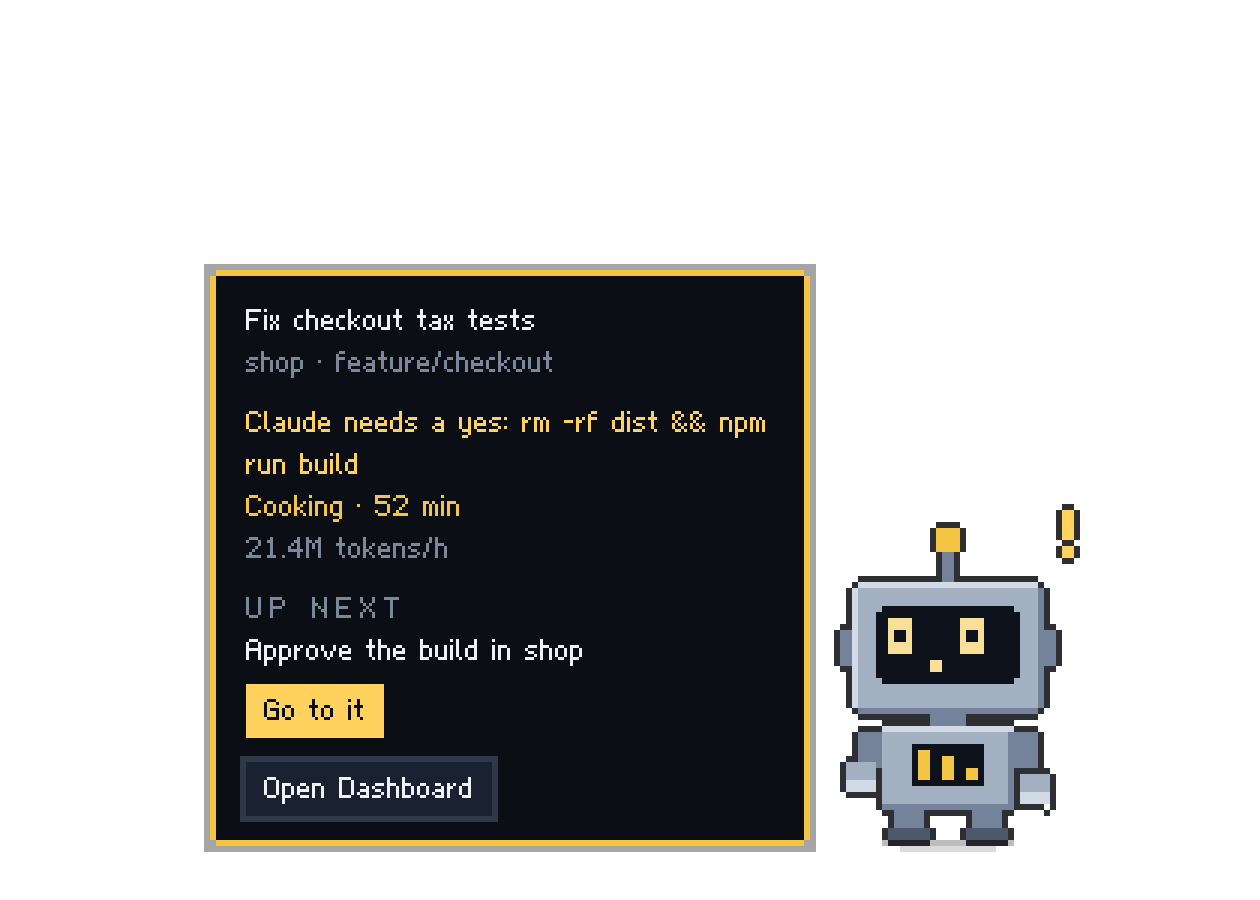 Fix checkout tax tests
shop · feature/checkout
Claude needs a yes: rm -rf dist && npm
run build
Cooking · 52 min
21.4M tokens/h
UP NEXT
Approve the build in shop
Go to it
Open Dashboard
!